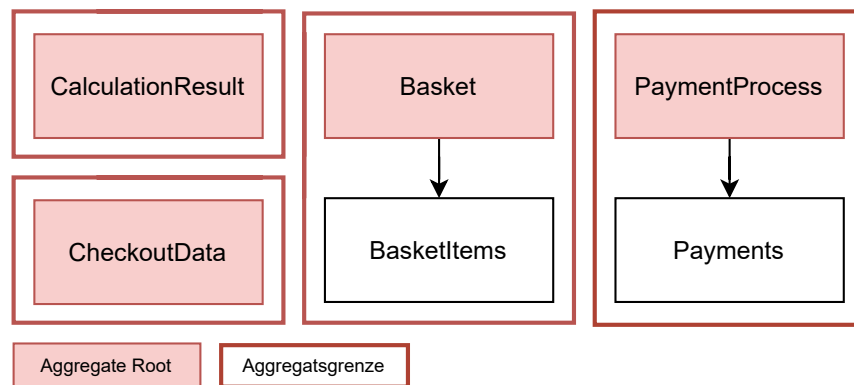 CalculationResult
CheckoutData
Basket
BasketItems
PaymentProcess
Payments
Aggregate Root
Aggregatsgrenze